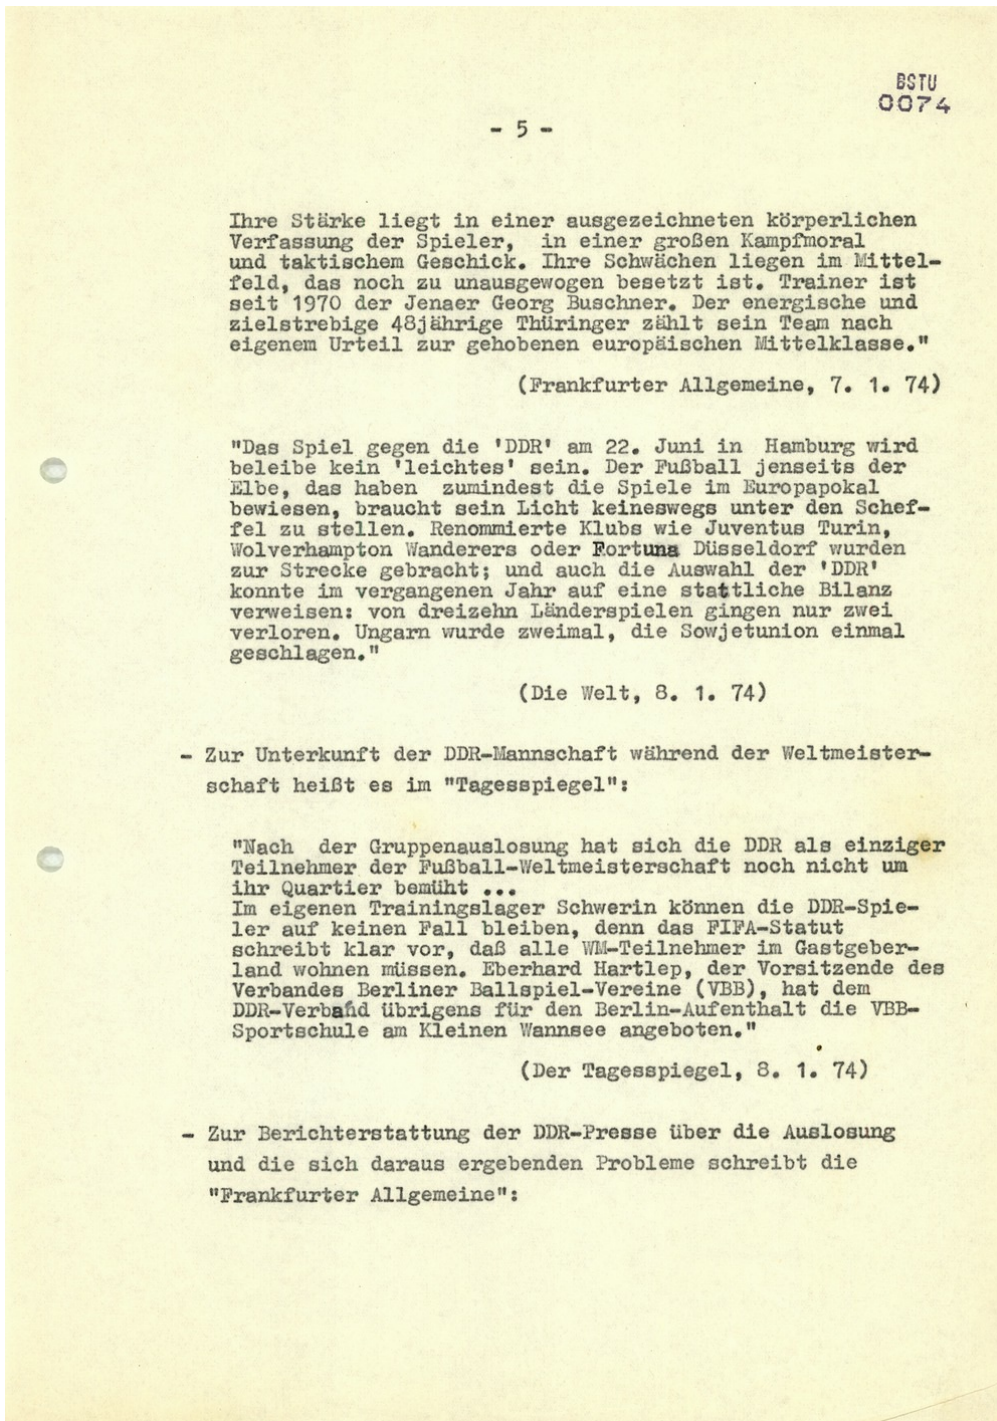 BSTU
0074
- 5 -
Ihre Stärke liegt in einer ausgezeichneten körperlichen
Verfassung der Spieler, in einer großen Kampfmoral
und taktischem Geschick. Ihre Schwächen liegen im Mittel-
feld, das noch zu unausgewogen besetzt ist. Trainer ist
seit 1970 der Jenaer Georg Buschner. Der energische und
zielstrebige 48jährige Thüringer zählt sein Team nach
eigenem Urteil zur gehobenen europäischen Mittelklasse."
(Frankfurter Allgemeine, 7. 1. 74)
"Das Spiel gegen die 'DDR' am 22. Juni in Hamburg wird
beleibe kein 'leichtes' sein. Der Fußball jenseits der
Elbe, das haben zumindest die Spiele im Europapokal
bewiesen, braucht sein Licht keineswegs unter den Schef-
fel zu stellen. Renommierte Klubs wie Juventus Turin,
Wolverhampton Wanderers oder Fortuna Düsseldorf wurden
zur Strecke gebracht; und auch die Auswahl der 'DDR'
konnte im vergangenen Jahr auf eine stattliche Bilanz
verweisen: von dreizehn Länderspielen gingen nur zwei
verloren. Ungarn wurde zweimal, die Sowjetunion einmal
geschlagen."
(Die Welt, 8. 1. 74)
- Zur Unterkunft der DDR-Mannschaft während der Weltmeister-
schaft heißt es im "Tagesspiegel":
"Nach der Gruppenauslosung hat sich die DDR als einziger
Teilnehmer der Fußball-Weltmeisterschaft noch nicht um
ihr Quartier bemüht ...
Im eigenen Trainingslager Schwerin können die DDR-Spie-
ler auf keinen Fall bleiben, denn das FIFA-Statut
schreibt klar vor, daß alle WM-Teilnehmer im Gastgeber-
land wohnen müssen. Eberhard Hartlep, der Vorsitzende des
Verbandes Berliner Ballspiel-Vereine (VBB), hat dem
DDR-Verband übrigens für den Berlin-Aufenthalt die VBB-
Sportschule am Kleinen Wannsee angeboten."
(Der Tagesspiegel, 8. 1. 74)
- Zur Berichterstattung der DDR-Presse über die Auslosung
und die sich daraus ergebenden Probleme schreibt die
"Frankfurter Allgemeine":